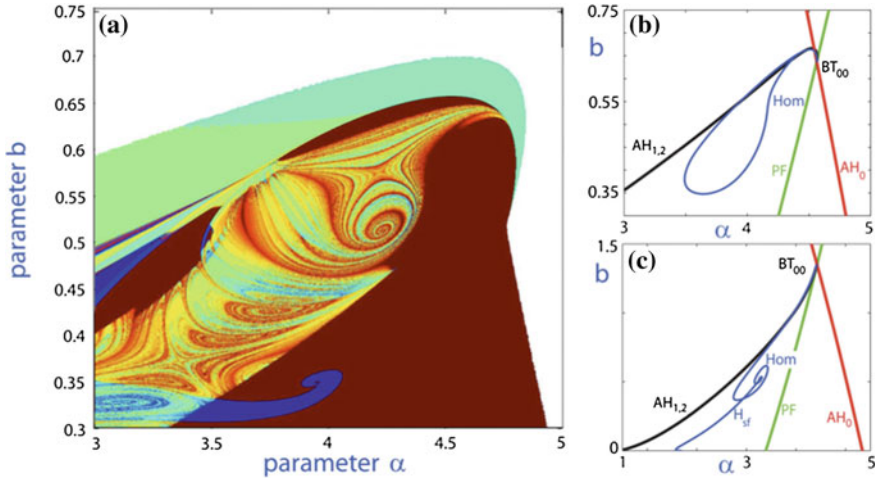 (a)
0.75
0.7
0.65
0.6
0.55
0.5
0.45
0.4
0.35
0.3
parameter b
3
3.5
4
4.5
5
parameter α
(b)
0.75
b
0.55
0.35
BT00
Hom
AH1,2
PF
AH0
3
4
5
α
(c)
1.5
b
0
BT00
Hom
AH1,2
Hsf
PF
AH0
1
3
5
α